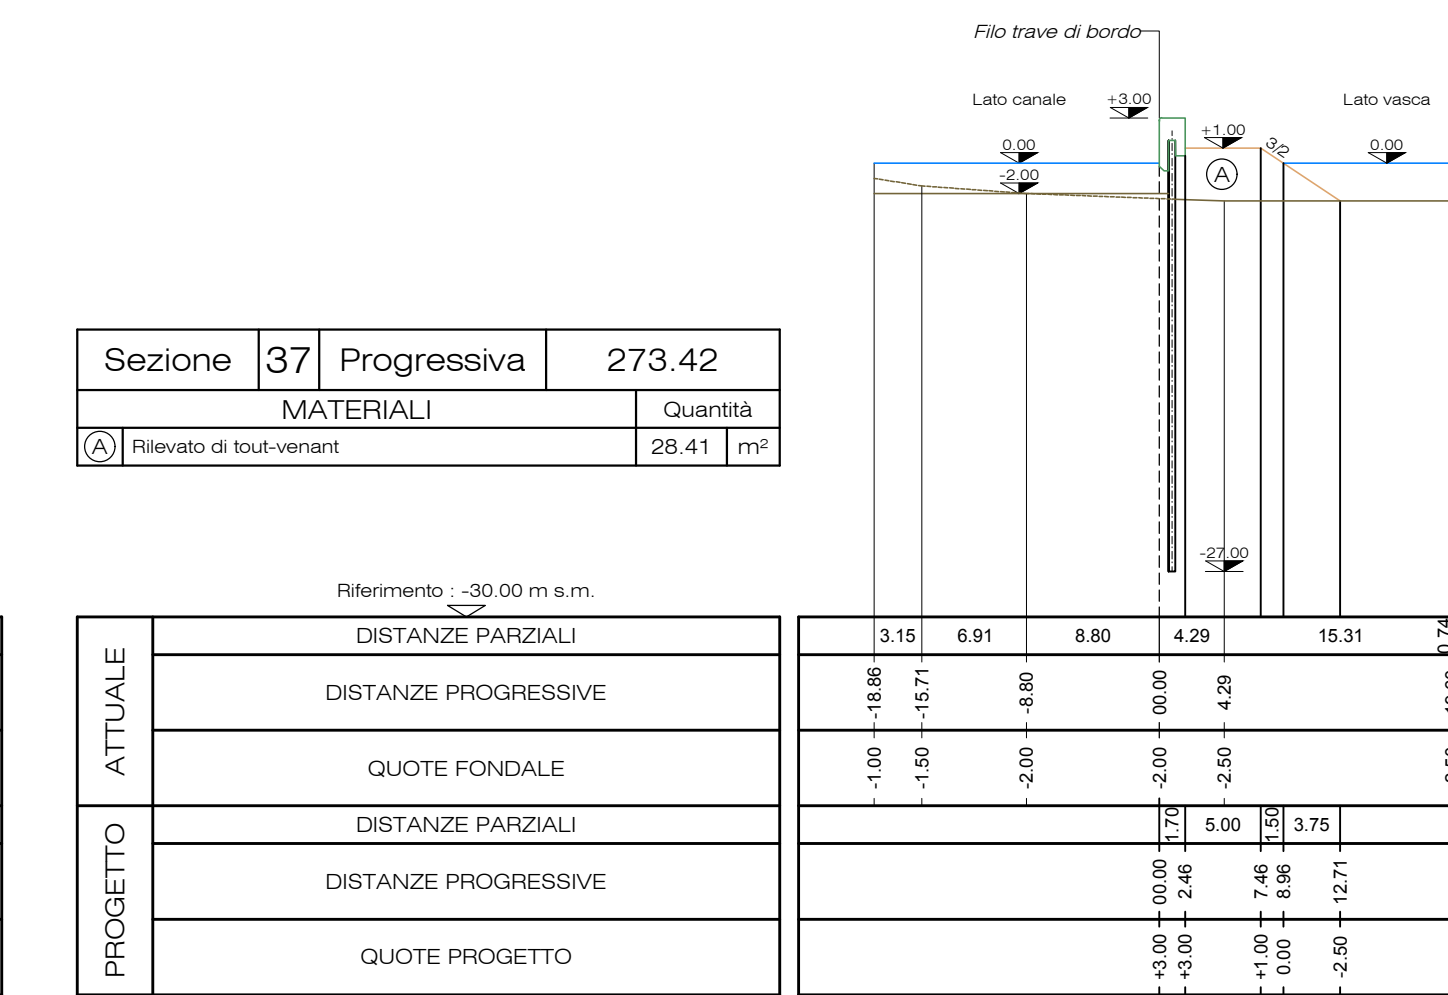 Filo trave di bordo
Lato canale
+3.00
Lato vasca
+1.00
3/2
0.00
0.00
-2.00
A
Sezione 37 Progressiva 273.42
MATERIALI Quantità
A Rilevato di tout-venant 28.41 m²
-27.00
Riferimento : -30.00 m s.m.
ATTUALE
DISTANZE PARZIALI 3.15 6.91 8.80 4.29 15.31 0.74
DISTANZE PROGRESSIVE -18.86 -15.71 -8.80 00.00 4.29
QUOTE FONDALE -1.00 -1.50 -2.00 -2.00 -2.50
PROGETTO
DISTANZE PARZIALI 1.70 5.00 1.50 3.75
DISTANZE PROGRESSIVE 00.00 2.46 7.46 8.96 12.71
QUOTE PROGETTO +3.00 +3.00 +1.00 0.00 -2.50